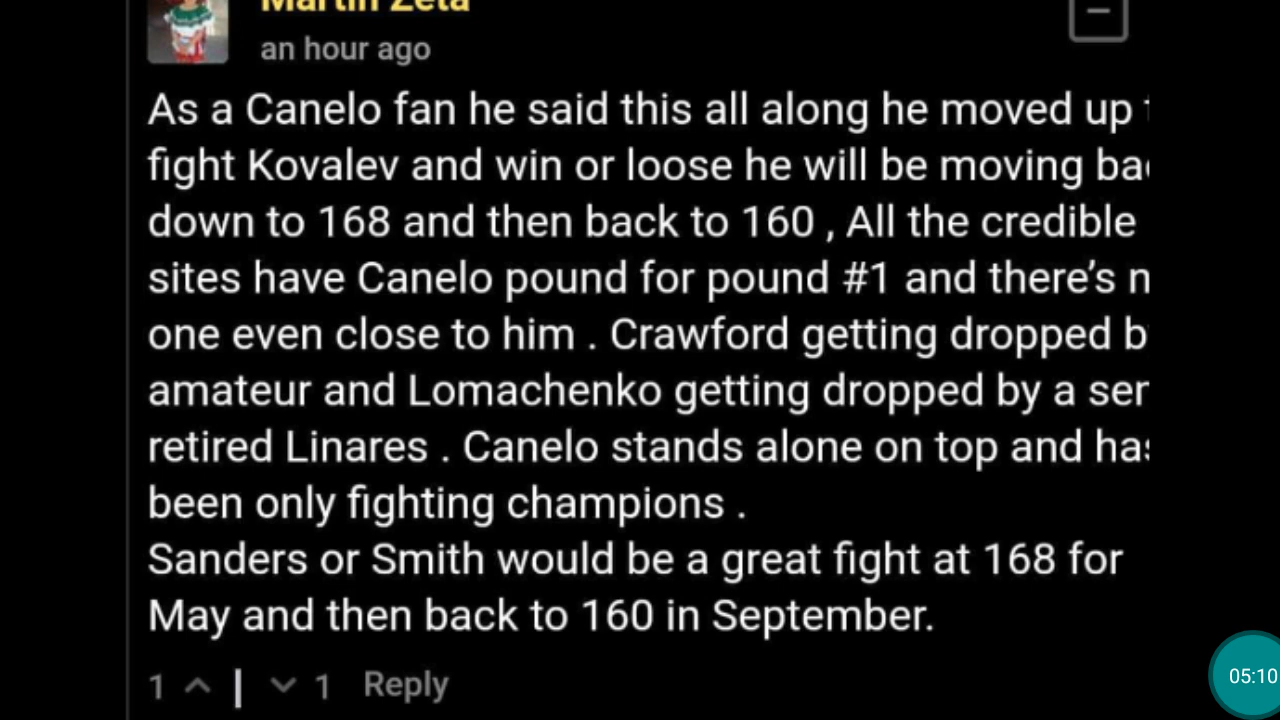 Martin Zeta
an hour ago
As a Canelo fan he said this all along he moved up
fight Kovalev and win or loose he will be moving
down to 168 and then back to 160 , All the credible
sites have Canelo pound for pound #1 and there's
one even close to him . Crawford getting dropped
amateur and Lomachenko getting dropped by a
retired Linares . Canelo stands alone on top and
been only fighting champions .
Sanders or Smith would be a great fight at 168 for
May and then back to 160 in September.
1 | 1 Reply
05:10